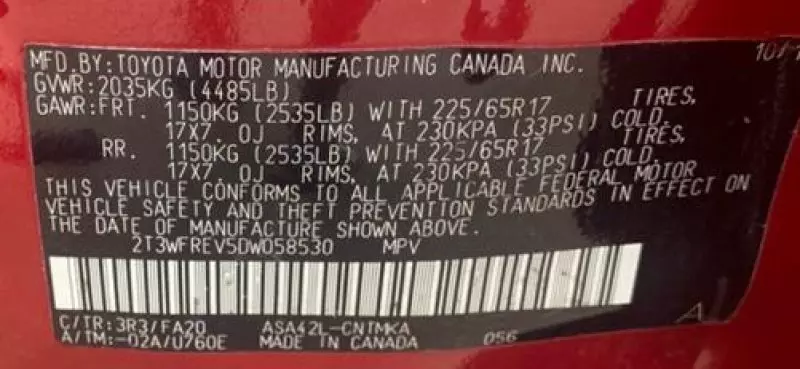 MFD. BY: TOYOTA MOTOR MANUFACTURING CANADA INC. 10/1
GVWR: 2035KG (4485LB)
GAWR: FRT. 1150KG (2535LB) WITH 225/65R17 TIRES,
17X7.0J RIMS, AT 230KPA (33PSI) COLD.
RR. 1150KG (2535LB) WITH 225/65R17 TIRES,
17X7.0J RIMS, AT 230KPA (33PSI) COLD.
THIS VEHICLE CONFORMS TO ALL APPLICABLE FEDERAL MOTOR
VEHICLE SAFETY AND THEFT PREVENTION STANDARDS IN EFFECT ON
THE DATE OF MANUFACTURE SHOWN ABOVE.
2T3WFREV5DW058530 MPV
C/TR: 3R3/FA20 ASA42L-CNTMKA
A/TM: -02A/U760E MADE IN CANADA 056 A